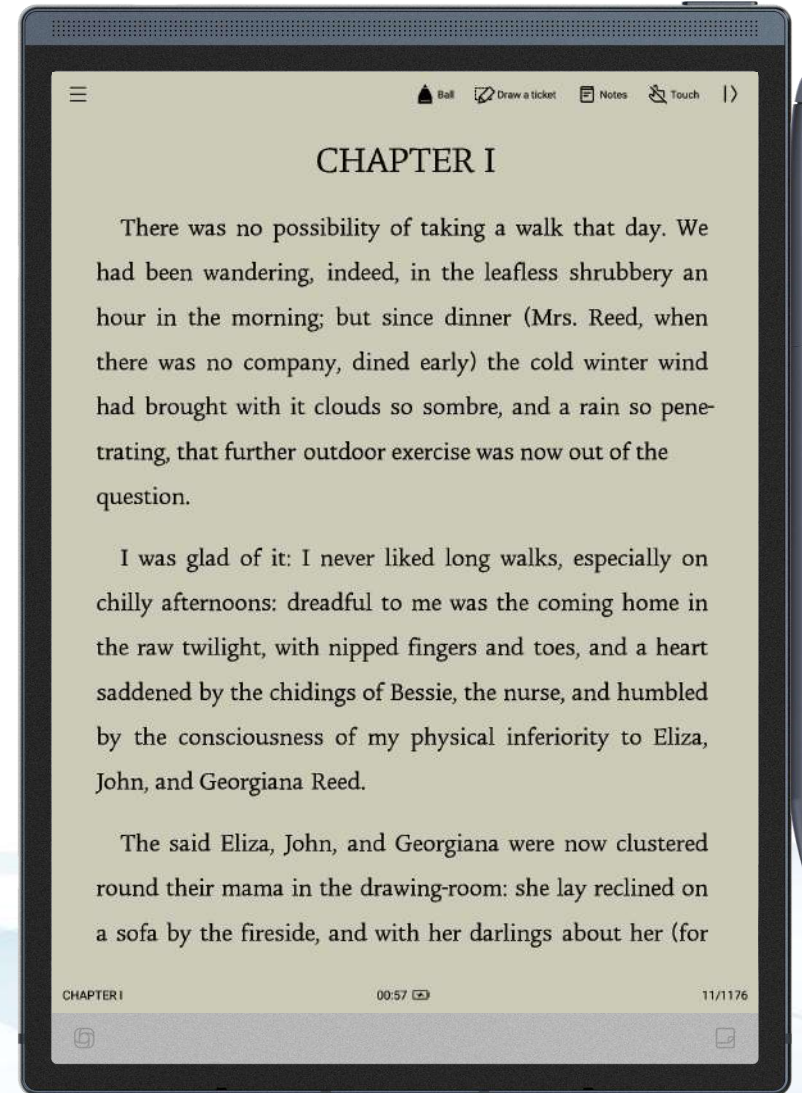 Ball Draw a ticket Notes Touch
CHAPTER I
There was no possibility of taking a walk that day. We
had been wandering, indeed, in the leafless shrubbery an
hour in the morning; but since dinner (Mrs. Reed, when
there was no company, dined early) the cold winter wind
had brought with it clouds so sombre, and a rain so pene-
trating, that further outdoor exercise was now out of the
question.
I was glad of it: I never liked long walks, especially on
chilly afternoons: dreadful to me was the coming home in
the raw twilight, with nipped fingers and toes, and a heart
saddened by the chidings of Bessie, the nurse, and humbled
by the consciousness of my physical inferiority to Eliza,
John, and Georgiana Reed.
The said Eliza, John, and Georgiana were now clustered
round their mama in the drawing-room: she lay reclined on
a sofa by the fireside, and with her darlings about her (for
CHAPTER I 00:57 11/1176